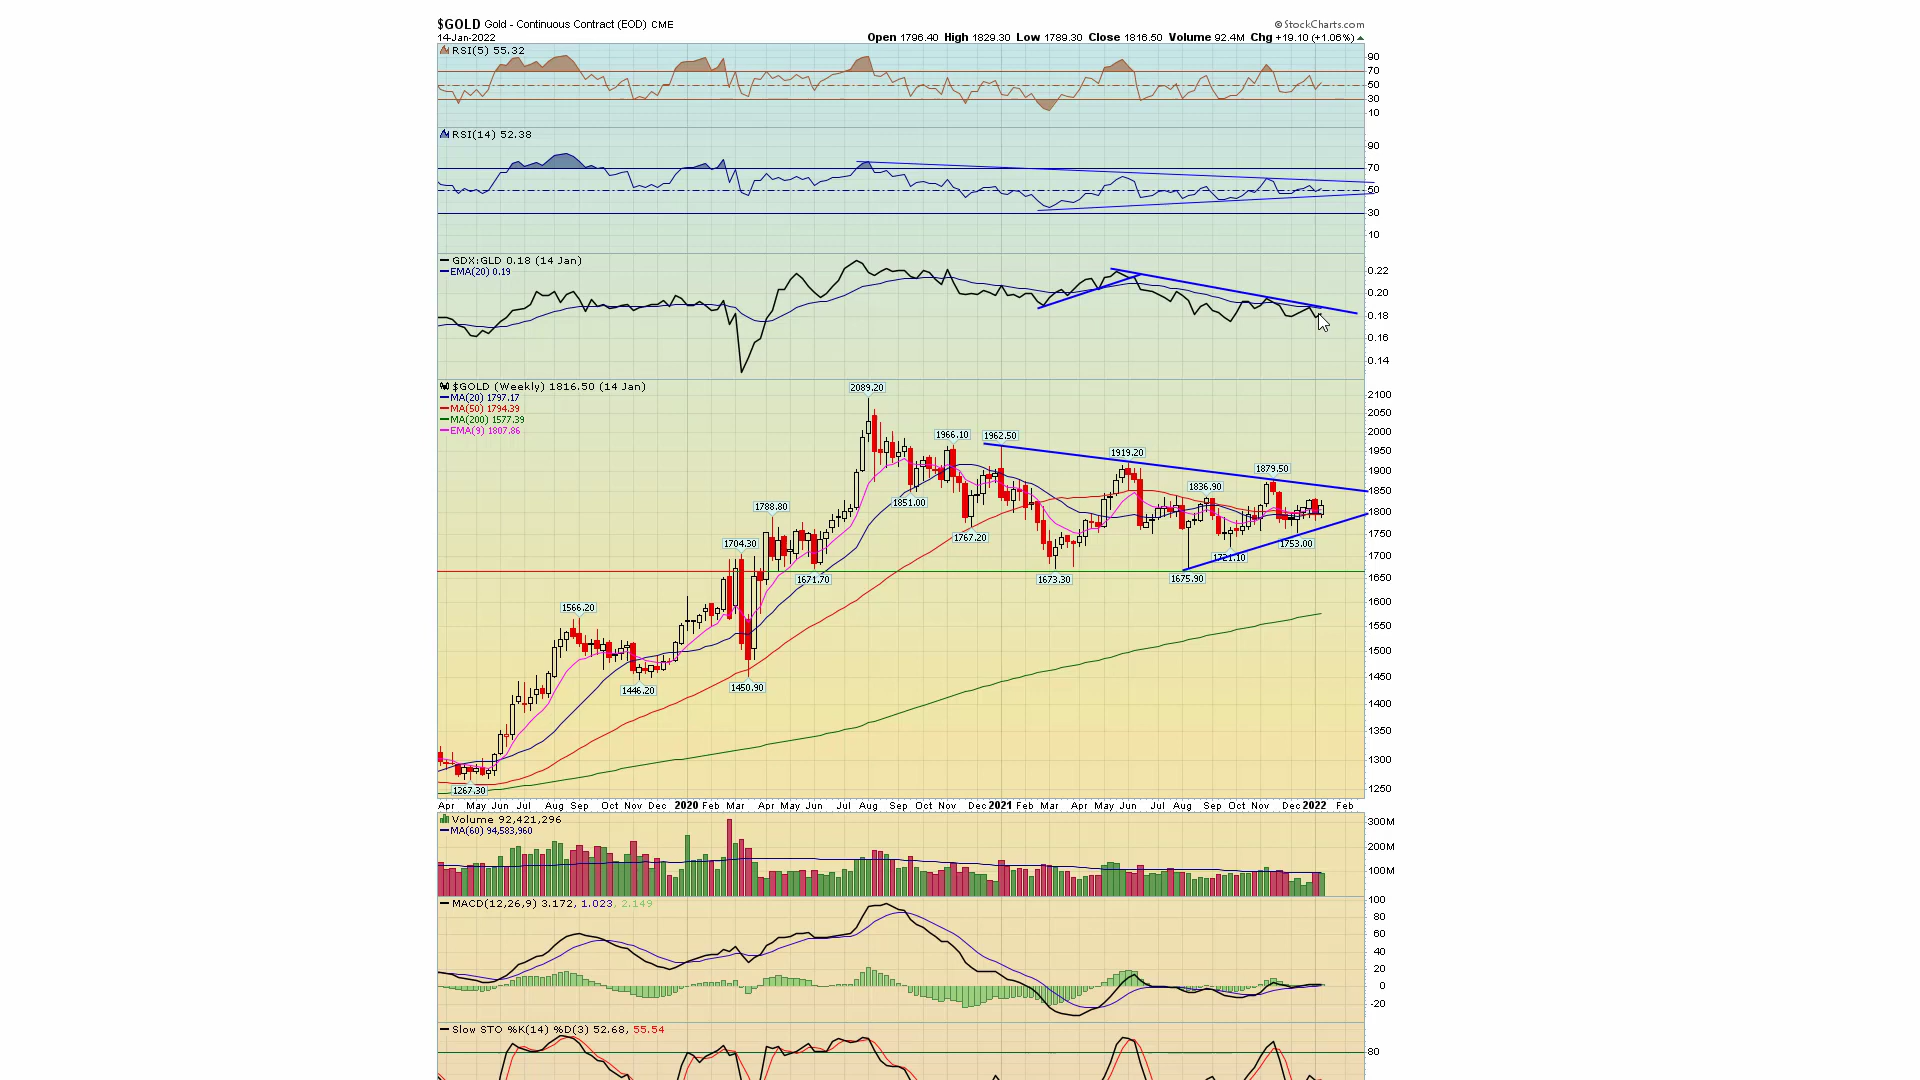 $GOLD Gold - Continuous Contract (EOD) CME
© StockCharts.com
14-Jan-2022
Open 1796.40 High 1829.30 Low 1789.30 Close 1816.50 Volume 92.4M Chg +19.10 (+1.06%)
RSI(5) 55.32
90
70
50
30
10
RSI(14) 52.38
90
70
50
30
10
GDX:GLD 0.18 (14 Jan)
EMA(20) 0.19
0.22
0.20
0.18
0.16
0.14
$GOLD (Weekly) 1816.50 (14 Jan)
MA(20) 1797.17
MA(50) 1794.39
MA(200) 1577.39
EMA(9) 1807.86
2089.20
1966.10
1962.50
1919.20
1879.50
1836.90
1851.00
1788.80
1767.20
1704.30
1753.00
1721.10
1671.70
1673.30
1675.90
1566.20
1446.20
1450.90
1267.30
2100
2050
2000
1950
1900
1850
1800
1750
1700
1650
1600
1550
1500
1450
1400
1350
1300
1250
Apr May Jun Jul Aug Sep Oct Nov Dec 2020 Feb Mar Apr May Jun Jul Aug Sep Oct Nov Dec 2021 Feb Mar Apr May Jun Jul Aug Sep Oct Nov Dec 2022 Feb
Volume 92,421,296
MA(60) 94,583,960
300M
200M
100M
MACD(12,26,9) 3.172, 1.023, 2.149
100
80
60
40
20
0
-20
Slow STO %K(14) %D(3) 52.68, 55.54
80